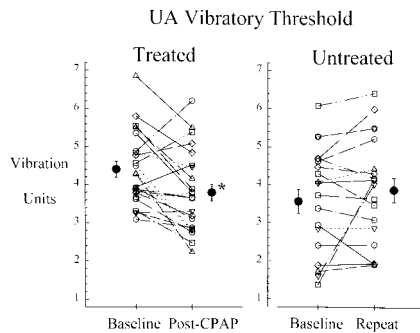 UA Vibratory Threshold
Treated
Untreated
7
6
5
4
3
2
1
Vibration
Units
*
7
6
5
4
3
2
1
Baseline Post-CPAP
Baseline Repeat